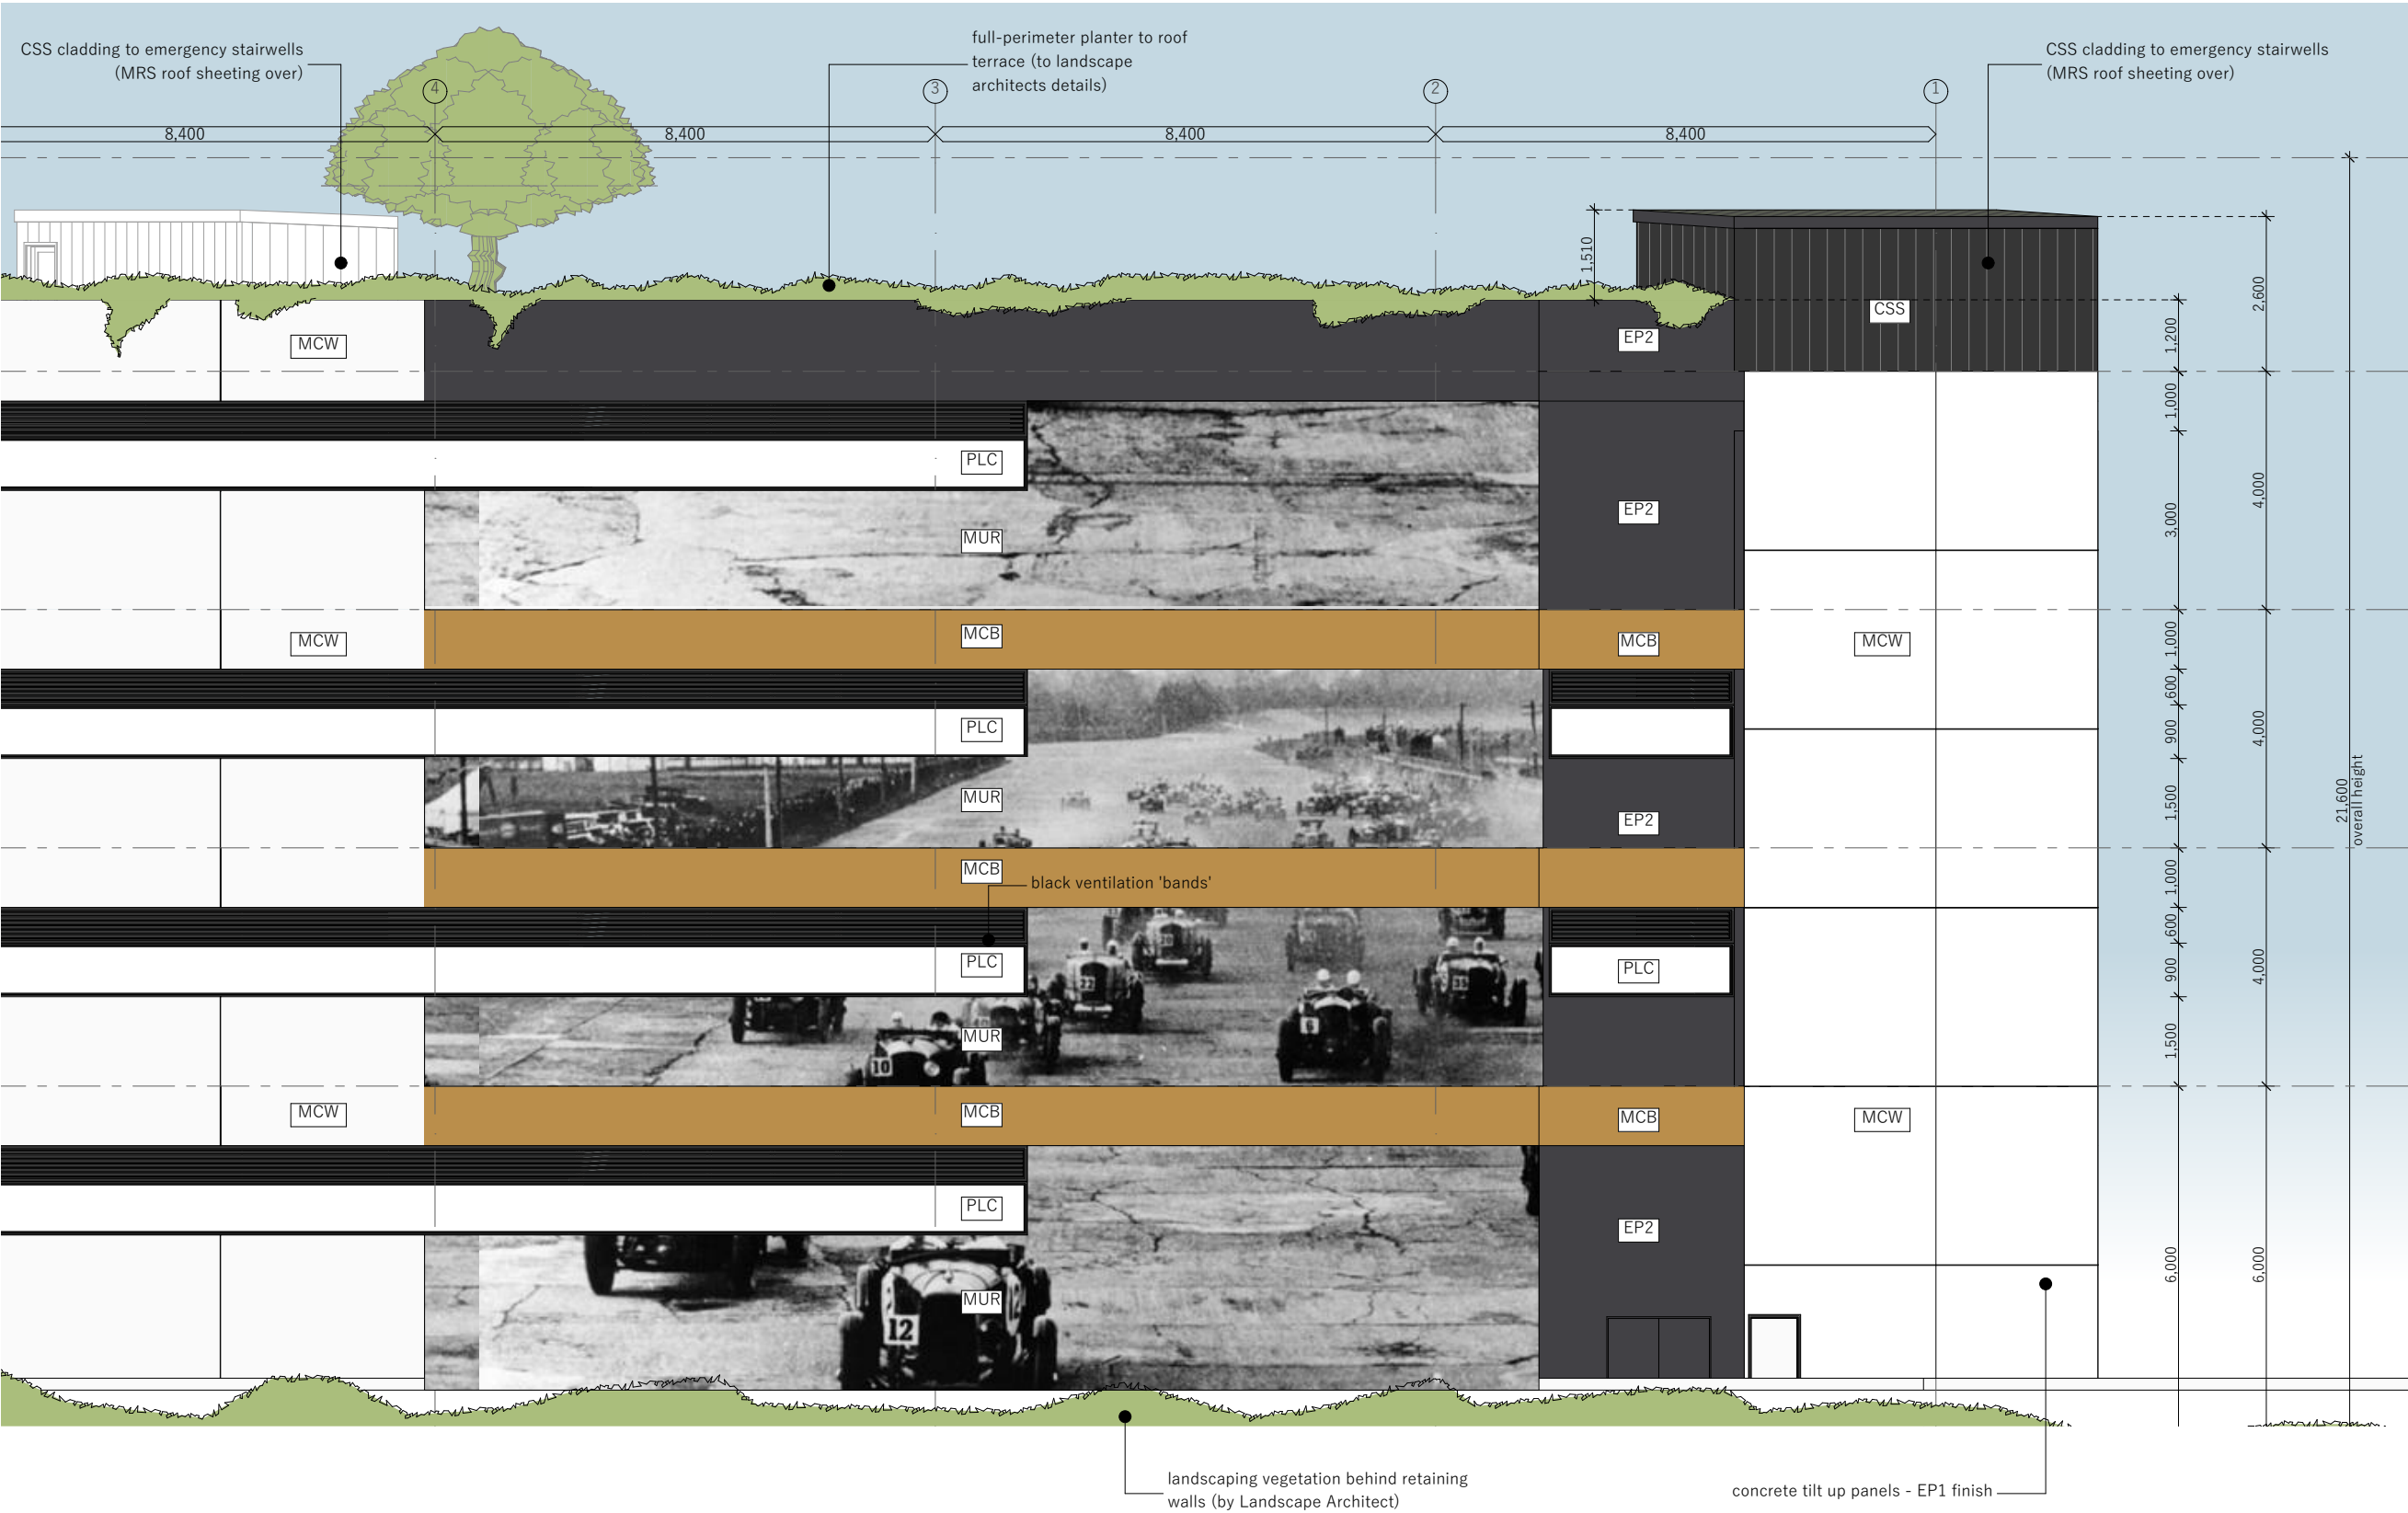 CSS cladding to emergency stairwells
(MRS roof sheeting over)
full-perimeter planter to roof
terrace (to landscape
architects details)
CSS cladding to emergency stairwells
(MRS roof sheeting over)
4
3
2
1
8,400
8,400
8,400
8,400
1,510
2,600
CSS
1,200
MCW
EP2
1,000
PLC
4,000
EP2
3,000
MUR
MCW
MCB
MCB
MCW
1,000
600
PLC
900
4,000
MUR
EP2
1,500
21,600
overall height
MCB
black ventilation 'bands'
1,000
600
PLC
PLC
900
4,000
20
22
35
6
10
MUR
1,500
MCW
MCB
MCB
MCW
PLC
EP2
6,000
6,000
MUR
12
landscaping vegetation behind retaining
walls (by Landscape Architect)
concrete tilt up panels - EP1 finish